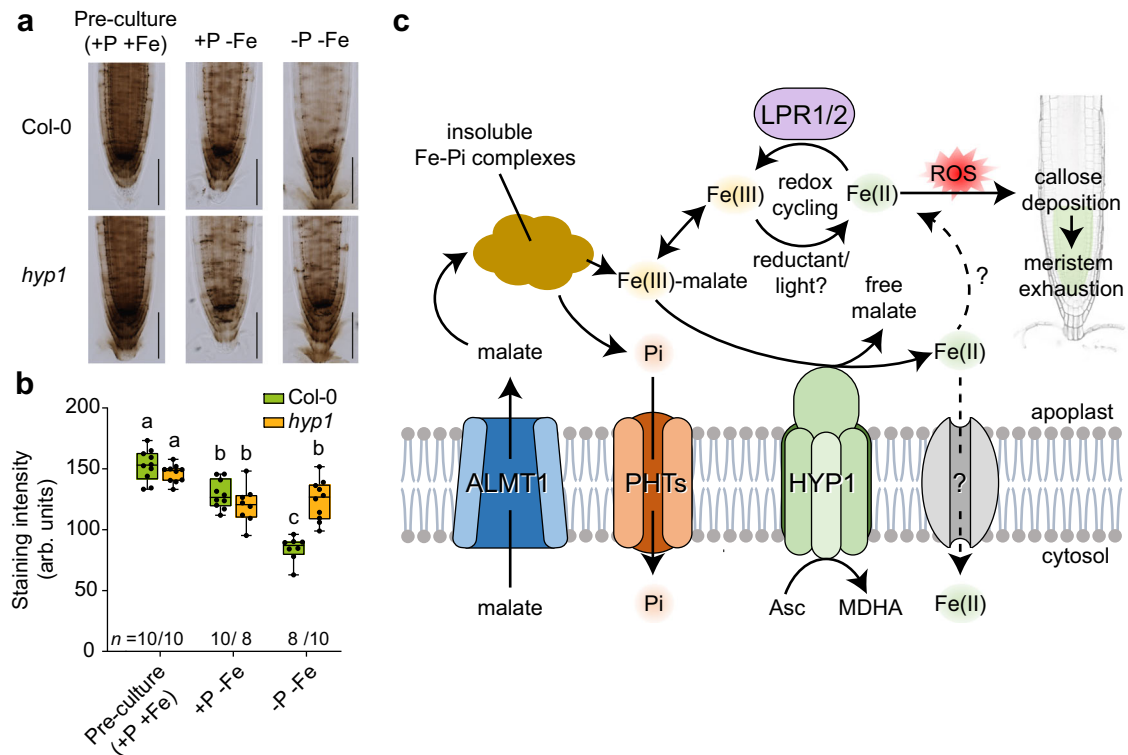 a
Pre-culture
(+P +Fe)
+P -Fe
-P -Fe
Col-0
hyp1
b
Col-0
hyp1
Staining intensity
(arb. units)
200
150
100
50
0
a
a
b
b
c
b
n =10/10
10/ 8
8 /10
Pre-culture
(+P +Fe)
+P -Fe
-P -Fe
c
insoluble
Fe-Pi complexes
LPR1/2
Fe(III)
redox
cycling
Fe(II)
ROS
callose
deposition
meristem
exhaustion
reductant/
light?
Fe(III)-malate
free
malate
?
malate
Pi
Fe(II)
apoplast
ALMT1
PHTs
HYP1
?
cytosol
malate
Pi
Asc
MDHA
Fe(II)